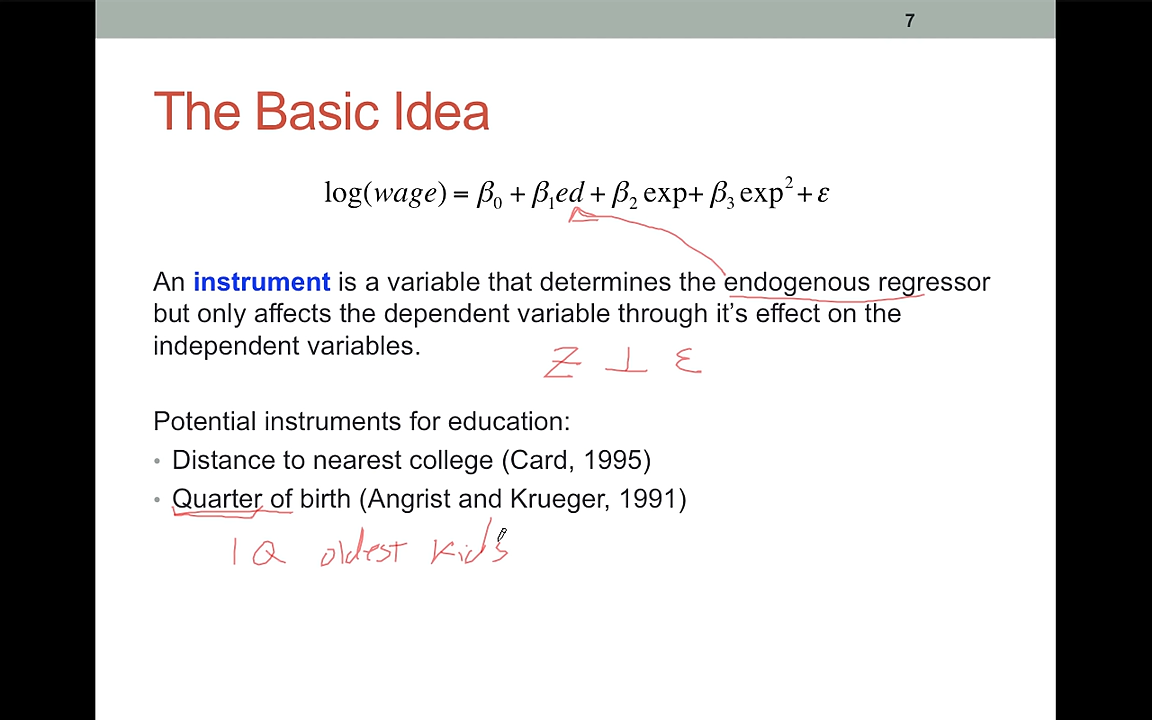 7
The Basic Idea
log(wage) = β₀ + β₁ed + β₂ exp+ β₃ exp² + ε
An instrument is a variable that determines the endogenous regressor
but only affects the dependent variable through it’s effect on the
independent variables.
Z ⊥ ε
Potential instruments for education:
• Distance to nearest college (Card, 1995)
• Quarter of birth (Angrist and Krueger, 1991)
1Q oldest kids